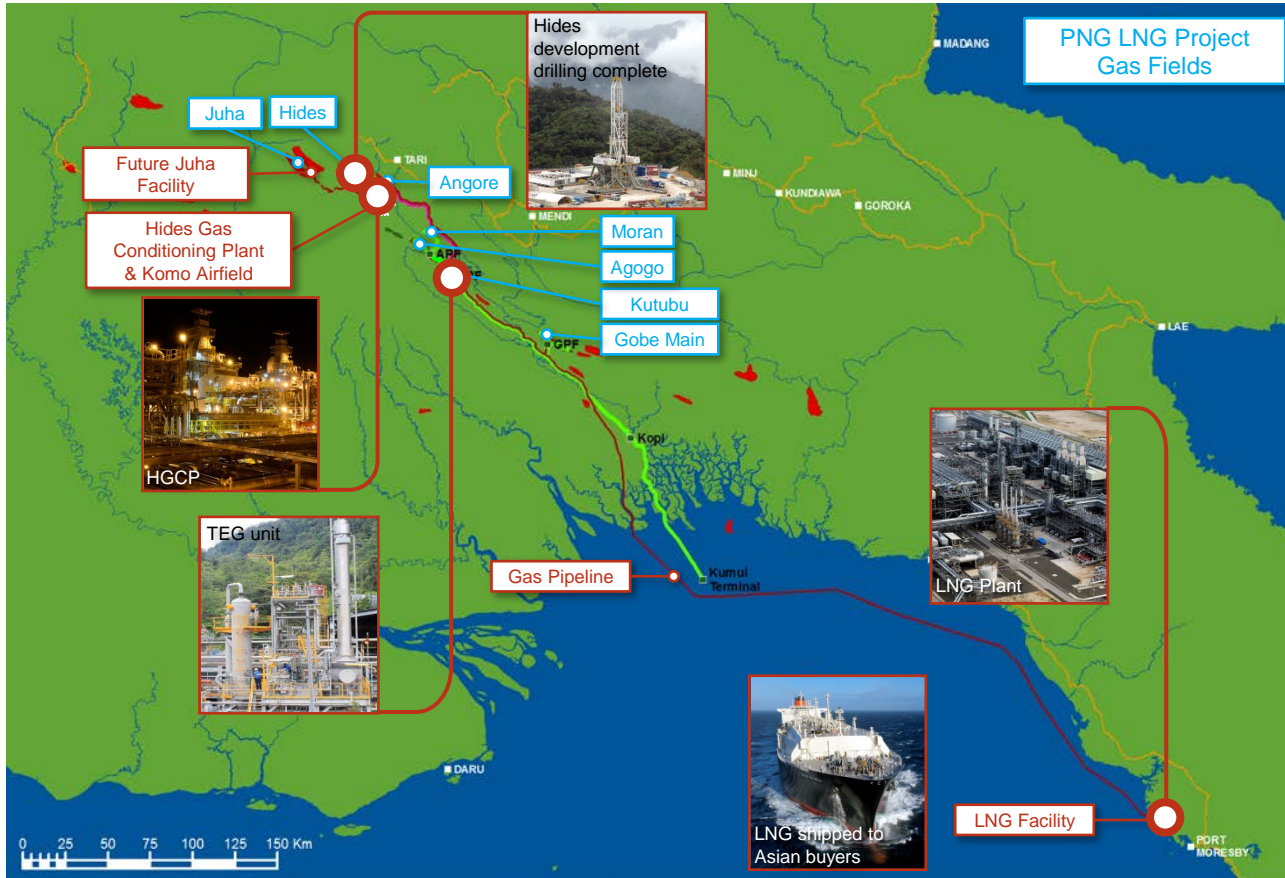 PNG LNG Project
Gas Fields
MADANG
Hides
development
drilling complete
Juha
Hides
TARI
Future Juha
Facility
Angore
MINJ
KUNDIAWA
GOROKA
MENDI
Hides Gas
Conditioning Plant
& Komo Airfield
Moran
Agogo
APF
Kutubu
Gobe Main
GPF
LAE
HGCP
Kopi
TEG unit
Gas Pipeline
Kumul
Terminal
LNG Plant
DARU
LNG shipped to
Asian buyers
LNG Facility
PORT
MORESBY
0 25 50 75 100 150 Km